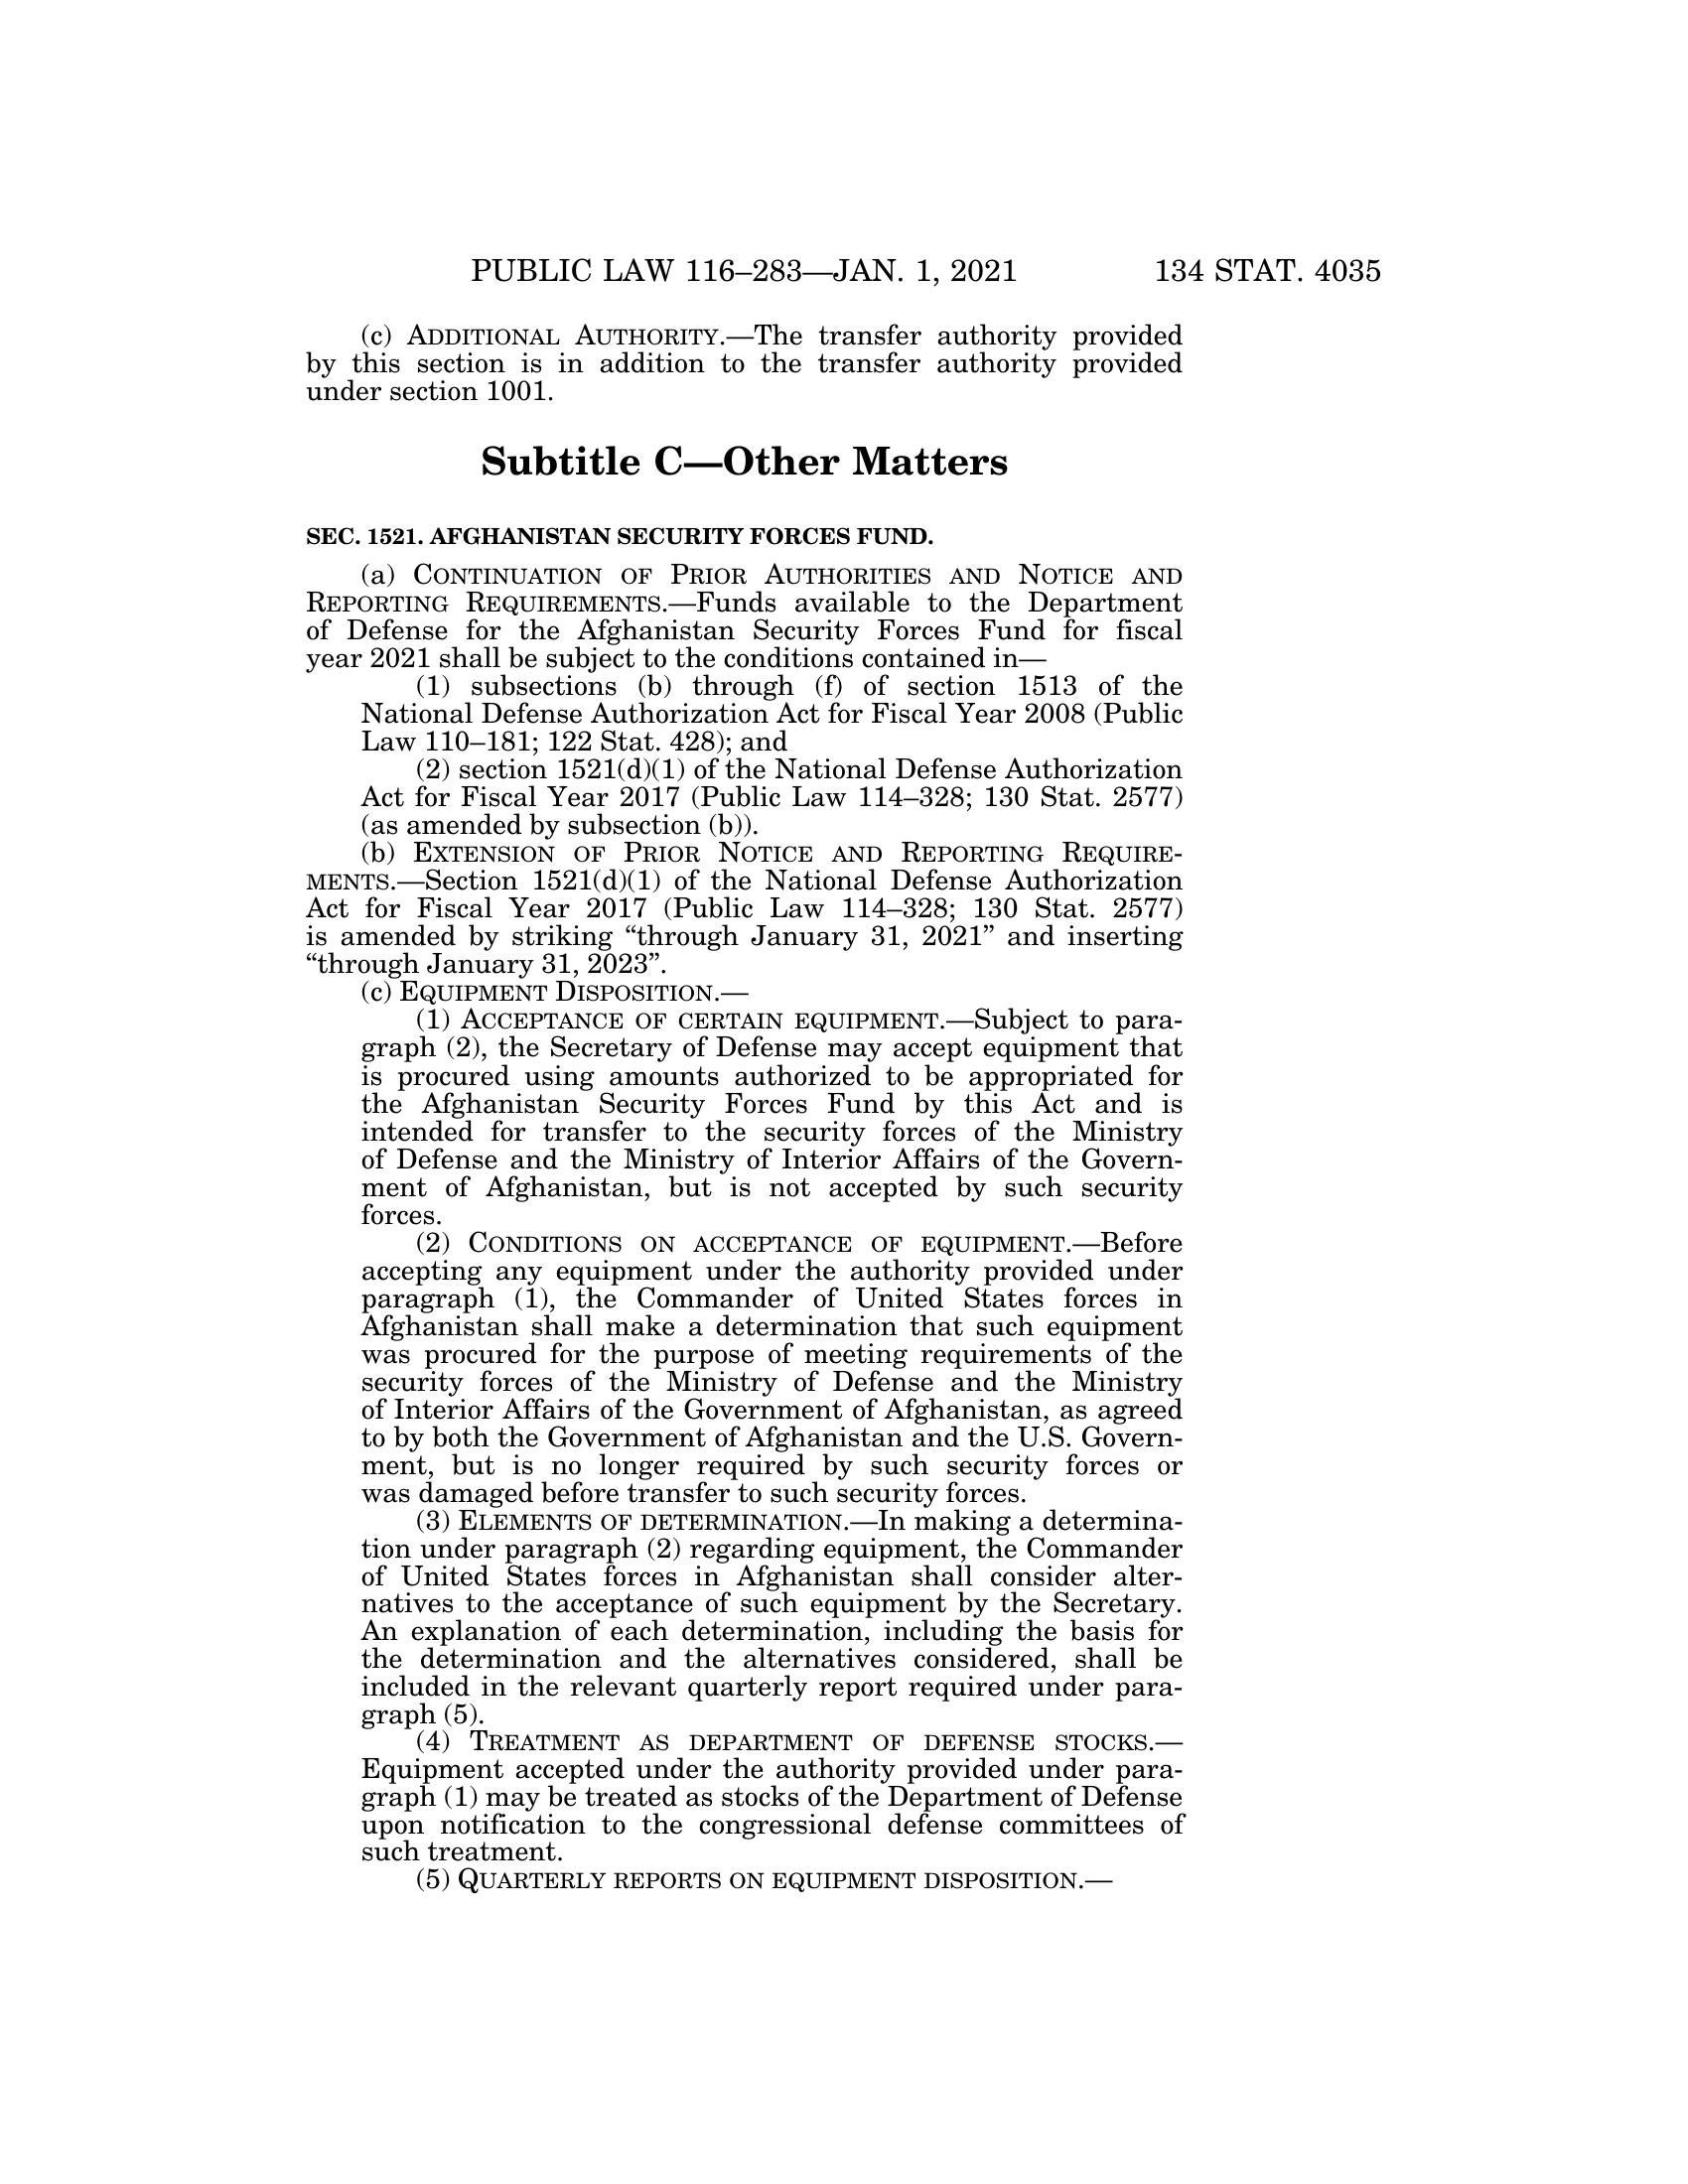 PUBLIC LAW 116–283—JAN. 1, 2021 134 STAT. 4035
(c) ADDITIONAL AUTHORITY.—The transfer authority provided
by this section is in addition to the transfer authority provided
under section 1001.
Subtitle C—Other Matters
SEC. 1521. AFGHANISTAN SECURITY FORCES FUND.
(a) CONTINUATION OF PRIOR AUTHORITIES AND NOTICE AND
REPORTING REQUIREMENTS.—Funds available to the Department
of Defense for the Afghanistan Security Forces Fund for fiscal
year 2021 shall be subject to the conditions contained in—
(1) subsections (b) through (f) of section 1513 of the
National Defense Authorization Act for Fiscal Year 2008 (Public
Law 110–181; 122 Stat. 428); and
(2) section 1521(d)(1) of the National Defense Authorization
Act for Fiscal Year 2017 (Public Law 114–328; 130 Stat. 2577)
(as amended by subsection (b)).
(b) EXTENSION OF PRIOR NOTICE AND REPORTING REQUIRE-
MENTS.—Section 1521(d)(1) of the National Defense Authorization
Act for Fiscal Year 2017 (Public Law 114–328; 130 Stat. 2577)
is amended by striking “through January 31, 2021” and inserting
“through January 31, 2023”.
(c) EQUIPMENT DISPOSITION.—
(1) ACCEPTANCE OF CERTAIN EQUIPMENT.—Subject to para-
graph (2), the Secretary of Defense may accept equipment that
is procured using amounts authorized to be appropriated for
the Afghanistan Security Forces Fund by this Act and is
intended for transfer to the security forces of the Ministry
of Defense and the Ministry of Interior Affairs of the Govern-
ment of Afghanistan, but is not accepted by such security
forces.
(2) CONDITIONS ON ACCEPTANCE OF EQUIPMENT.—Before
accepting any equipment under the authority provided under
paragraph (1), the Commander of United States forces in
Afghanistan shall make a determination that such equipment
was procured for the purpose of meeting requirements of the
security forces of the Ministry of Defense and the Ministry
of Interior Affairs of the Government of Afghanistan, as agreed
to by both the Government of Afghanistan and the U.S. Govern-
ment, but is no longer required by such security forces or
was damaged before transfer to such security forces.
(3) ELEMENTS OF DETERMINATION.—In making a determina-
tion under paragraph (2) regarding equipment, the Commander
of United States forces in Afghanistan shall consider alter-
natives to the acceptance of such equipment by the Secretary.
An explanation of each determination, including the basis for
the determination and the alternatives considered, shall be
included in the relevant quarterly report required under para-
graph (5).
(4) TREATMENT AS DEPARTMENT OF DEFENSE STOCKS.—
Equipment accepted under the authority provided under para-
graph (1) may be treated as stocks of the Department of Defense
upon notification to the congressional defense committees of
such treatment.
(5) QUARTERLY REPORTS ON EQUIPMENT DISPOSITION.—